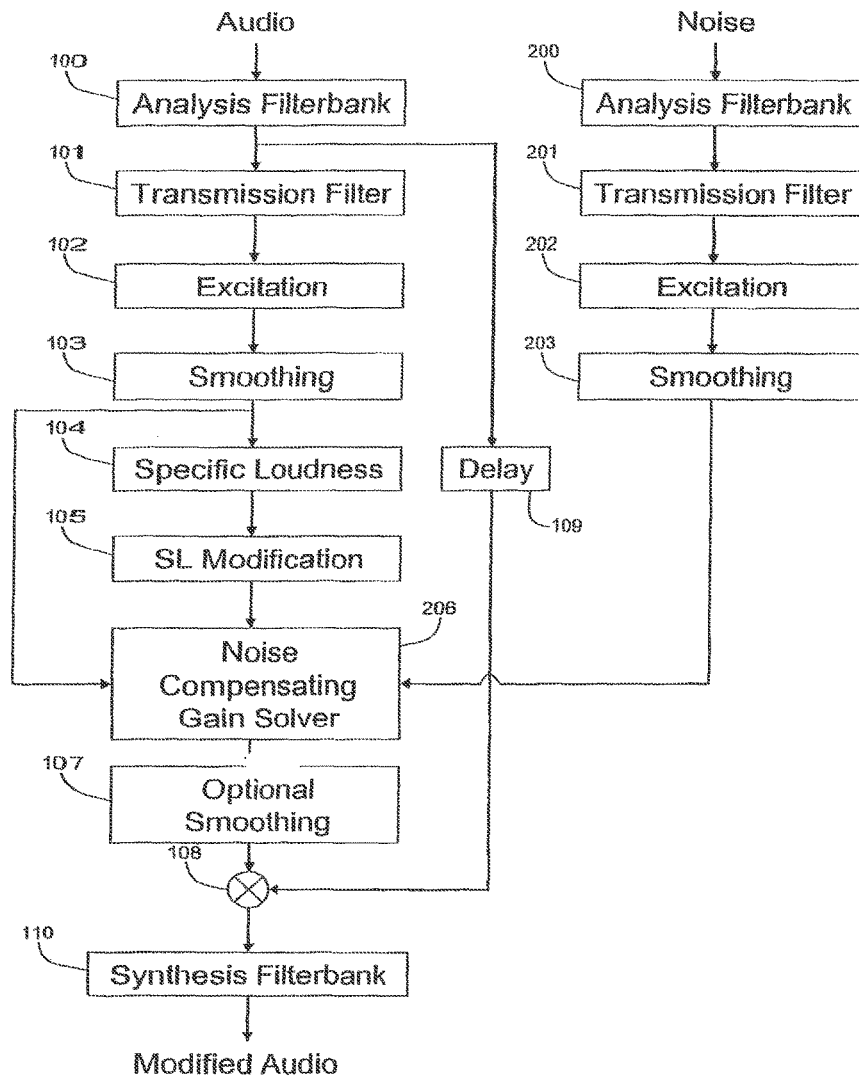 Audio
100
Analysis Filterbank
101
Transmission Filter
102
Excitation
103
Smoothing
104
Specific Loudness
105
SL Modification
206
Noise
Compensating
Gain Solver
107
Optional
Smoothing
108
110
Synthesis Filterbank
Modified Audio
Delay
109
Noise
200
Analysis Filterbank
201
Transmission Filter
202
Excitation
203
Smoothing